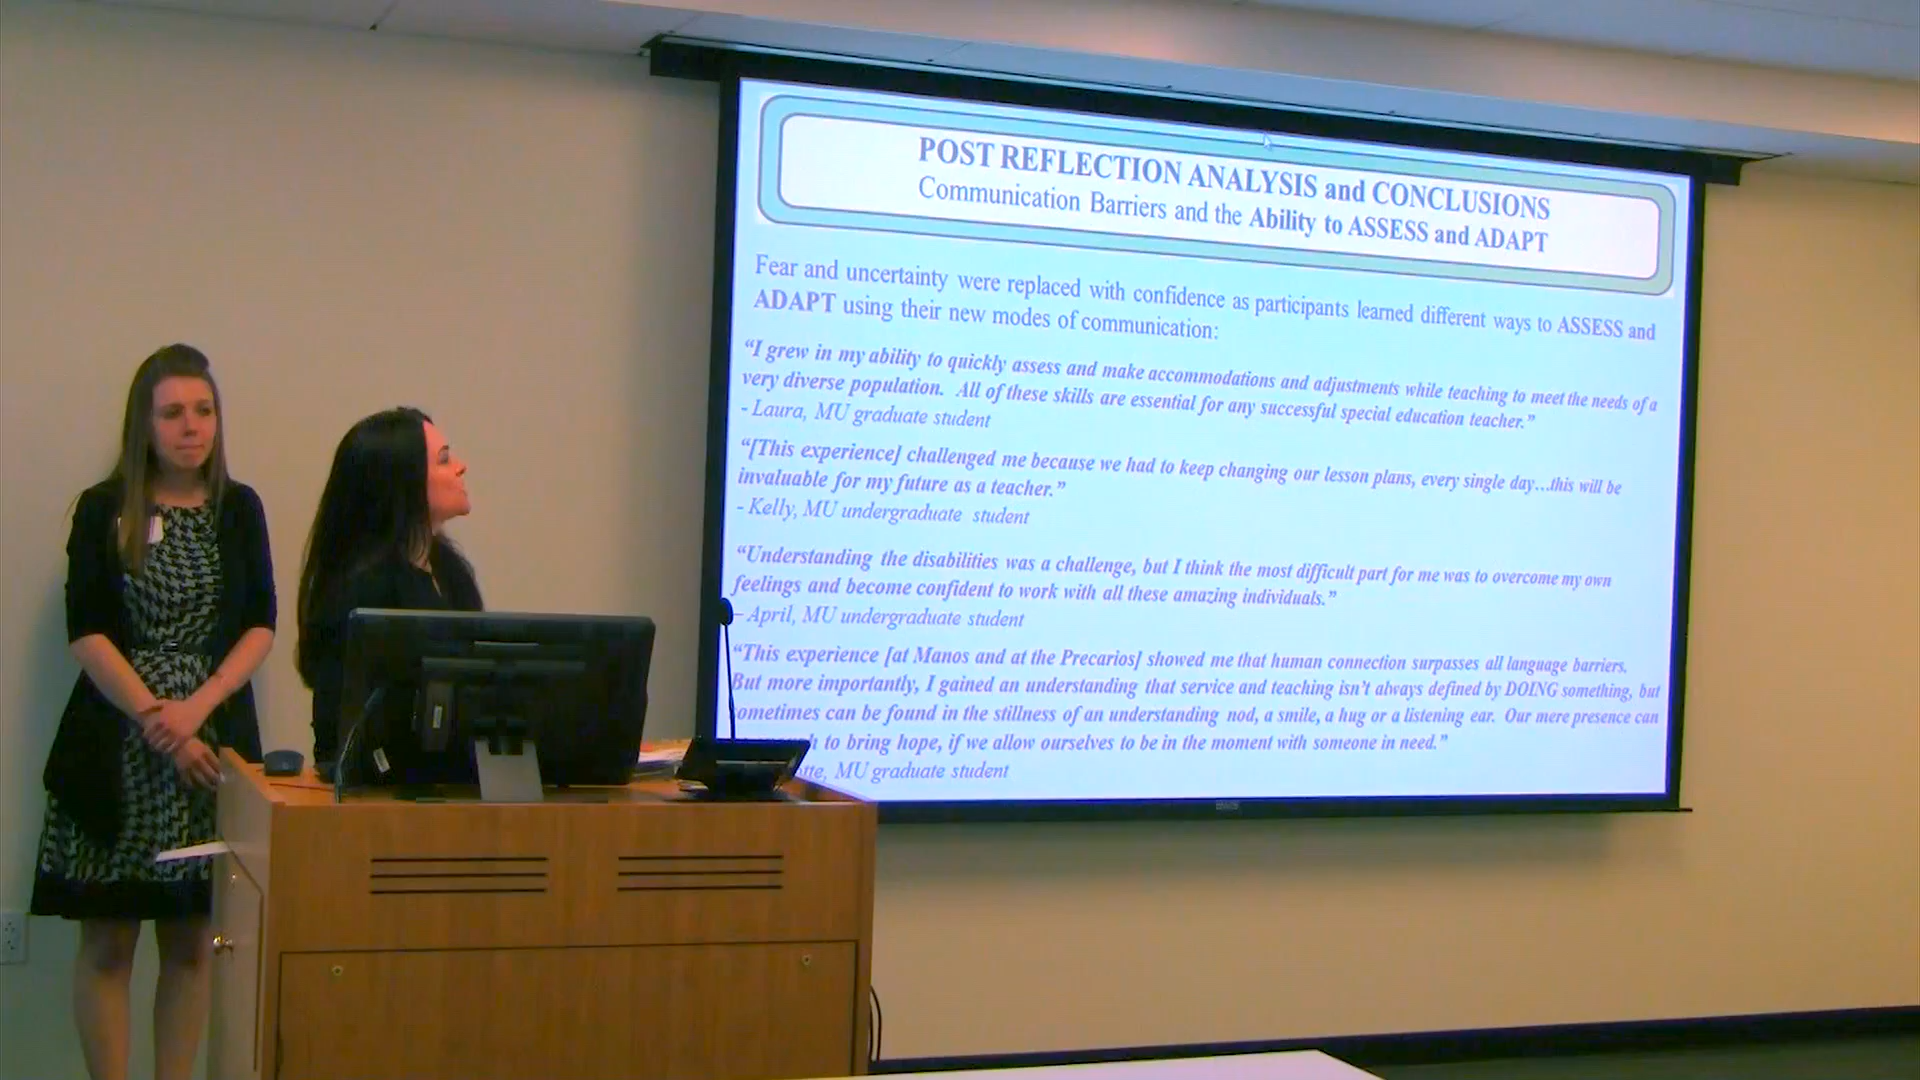 POST REFLECTION ANALYSIS and CONCLUSIONS
Communication Barriers and the Ability to ASSESS and ADAPT
Fear and uncertainty were replaced with confidence as participants learned different ways to ASSESS and
ADAPT using their new modes of communication:
“I grew in my ability to quickly assess and make accommodations and adjustments while teaching to meet the needs of a
very diverse population. All of these skills are essential for any successful special education teacher.”
- Laura, MU graduate student
“[This experience] challenged me because we had to keep changing our lesson plans, every single day…this will be
invaluable for my future as a teacher.”
- Kelly, MU undergraduate student
“Understanding the disabilities was a challenge, but I think the most difficult part for me was to overcome my own
feelings and become confident to work with all these amazing individuals.”
– April, MU undergraduate student
“This experience [at Manos and at the Precarios] showed me that human connection surpasses all language barriers.
But more importantly, I gained an understanding that service and teaching isn’t always defined by DOING something, but
sometimes can be found in the stillness of an understanding nod, a smile, a hug or a listening ear. Our mere presence can
to bring hope, if we allow ourselves to be in the moment with someone in need.”
MU graduate student